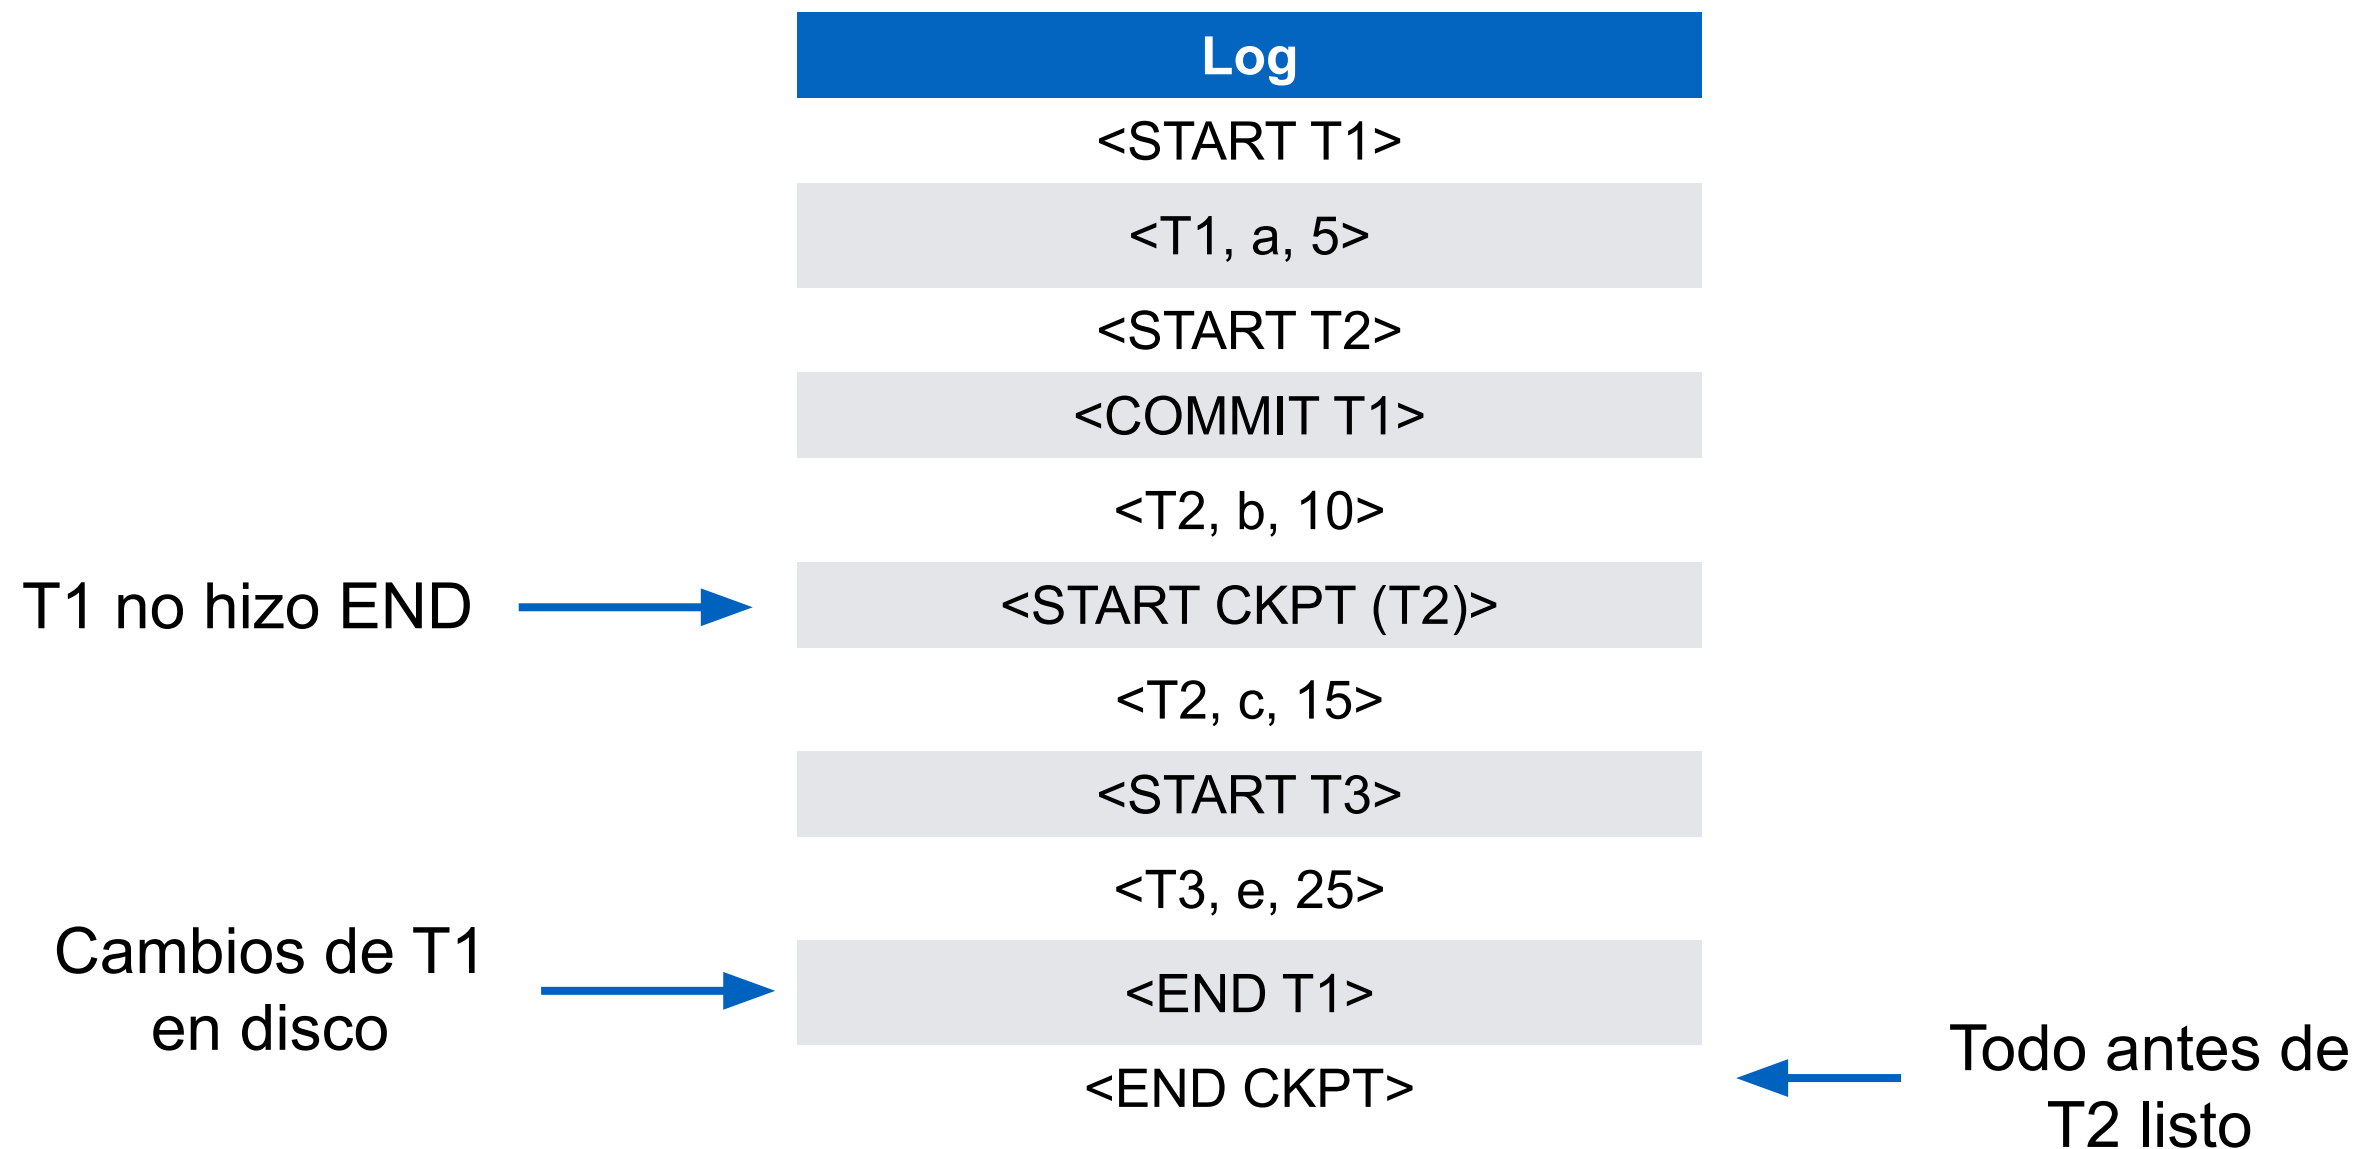 Log
<START T1>
<T1, a, 5>
<START T2>
<COMMIT T1>
<T2, b, 10>
T1 no hizo END
<START CKPT (T2)>
<T2, c, 15>
<START T3>
<T3, e, 25>
Cambios de T1
en disco
<END T1>
<END CKPT>
Todo antes de
T2 listo